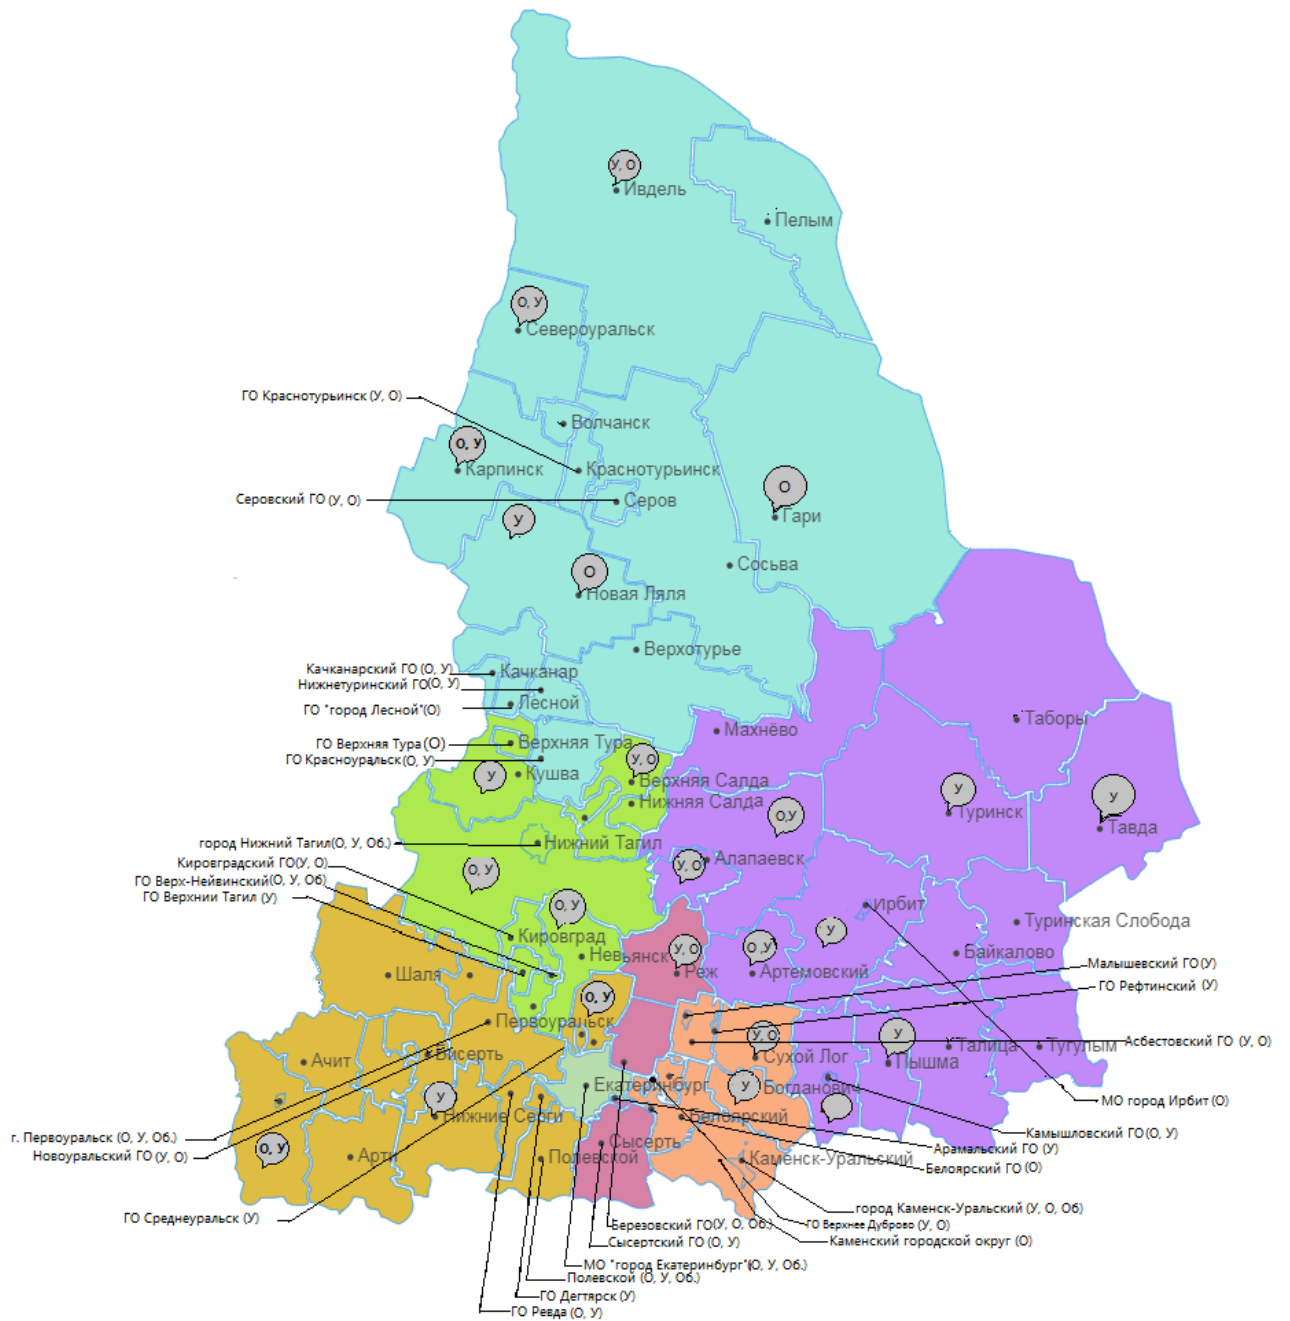 У, О
Ивдель
Пелым
О, У
Североуральск
ГО Краснотурьинск (У, О)
Волчанск
О, У
Карпинск
Краснотурьинск
Серовский ГО (У, О)
Серов
О
Гари
У
Сосьва
О
Новая Ляля
Верхотурье
Качканарский ГО (О, У)
Качканар
Нижнетуринский ГО(О, У)
Лесной
ГО "город Лесной"(О)
Таборы
Махнёво
ГО Верхняя Тура (О)
Верхняя Тура
ГО Красноуральск(О, У)
У, О
У
Кушва
Верхняя Салда
У
Туринск
У
Тавда
Нижняя Салда
О,У
город Нижний Тагил(О, У, Об.)
Нижний Тагил
Кировградский ГО(У, О)
О, У
У, О
Алапаевск
ГО Верх-Нейвинский(О, У, Об)
ГО Верхнии Тагил (У)
О, У
Ирбит
Туринская Слобода
У
Кировград
Невьянск
У, О
О ,У
Байкалово
Шаля
Реж
Артемовский
Малышевский ГО(У)
ГО Рефтинский (У)
О, У
Первоуральск
У, О
У
Асбестовский ГО (У, О)
Талица
Тугулым
Ачит
Бисерть
Сухой Лог
Пышма
Екатеринбург
У
Богданович
У
МО город Ирбит (О)
Нижние Серги
Белоярский
г. Первоуральск (О, У, Об.)
Камышловский ГО(О, У)
О, У
Новоуральский ГО (У, О)
Арти
Сысерть
Полевской
Каменск-Уральский
Арамальский ГО (У)
Белоярский ГО (О)
ГО Среднеуральск (У)
город Каменск-Уральский (У, О, Об)
Березовский ГО(У, О, Об.)
ГО Верхнее Дуброво (У, О)
Сысертский ГО (О, У)
Каменский городской округ (О)
МО "город Екатеринбург"(О, У, Об.)
Полевской (О, У, Об.)
ГО Дегтярск (У)
ГО Ревда (О, У)